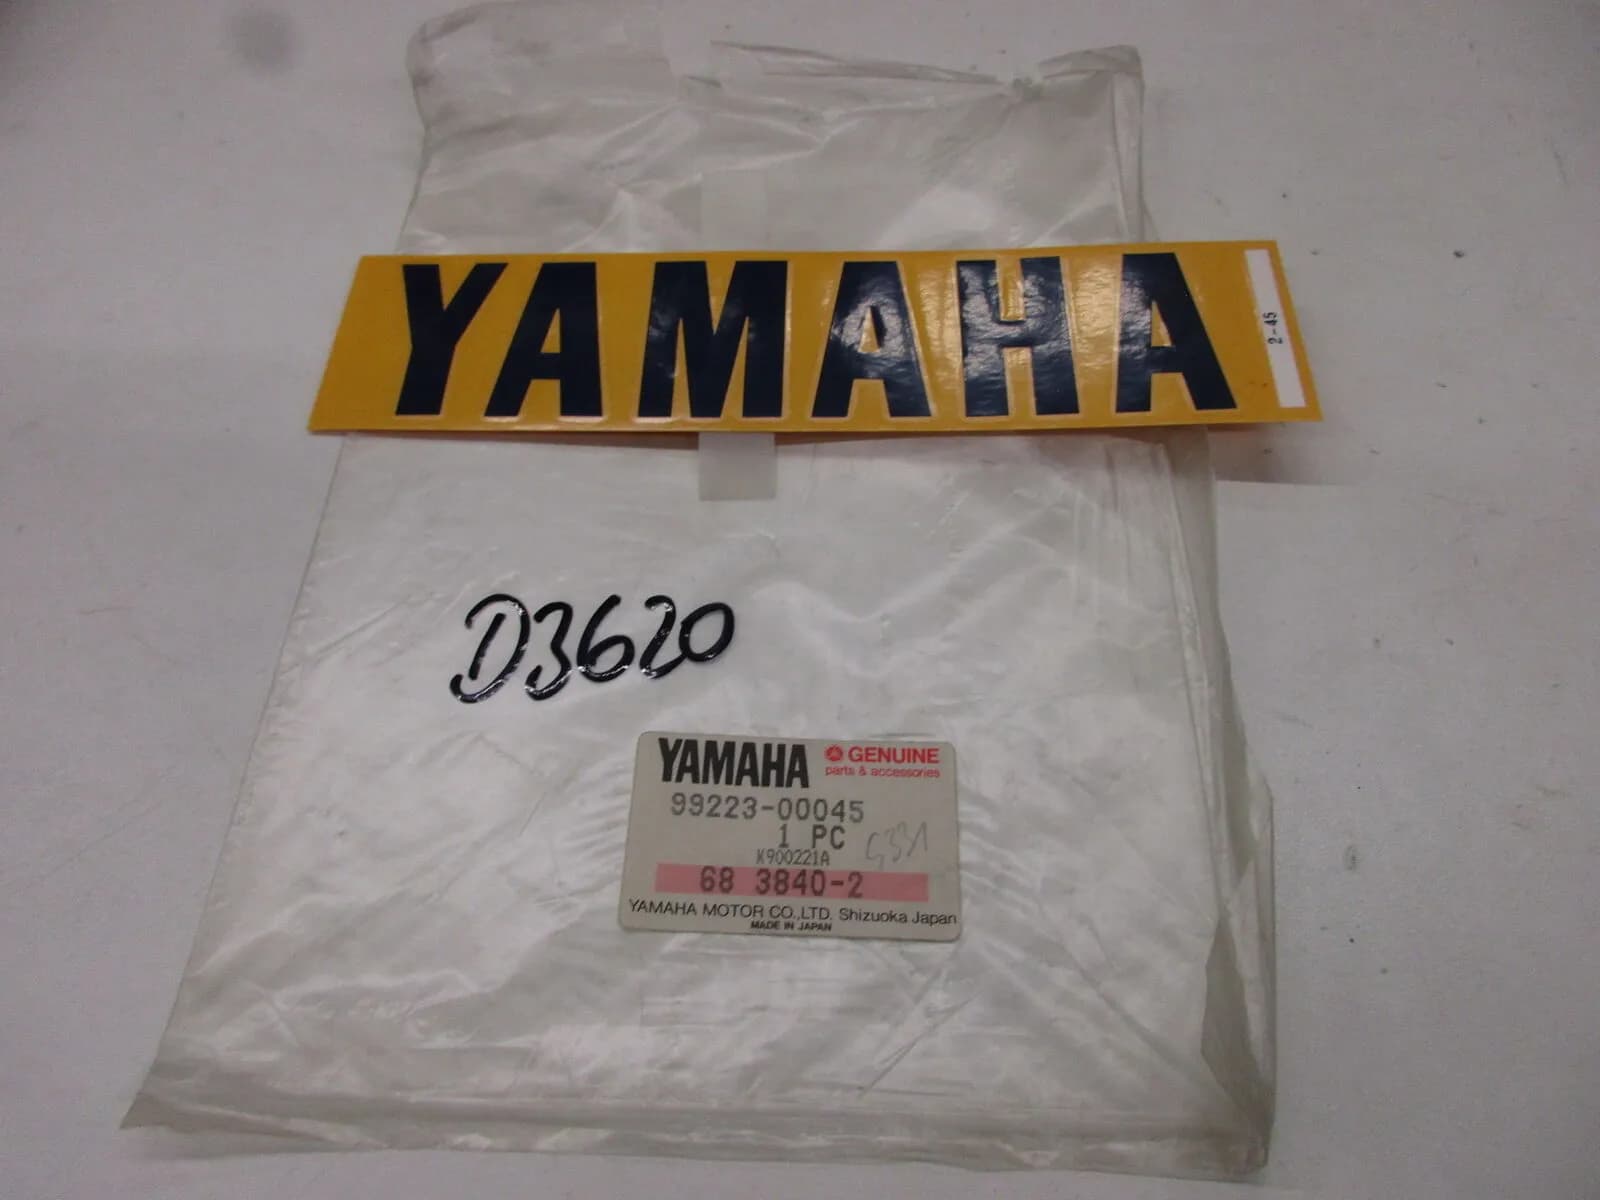 YAMAHA
2-45
D3620
YAMAHA GENUINE
parts & accessories
99223-00045
1 PC
K900221A
68 3840-2
YAMAHA MOTOR CO.,LTD. Shizuoka Japan
MADE IN JAPAN